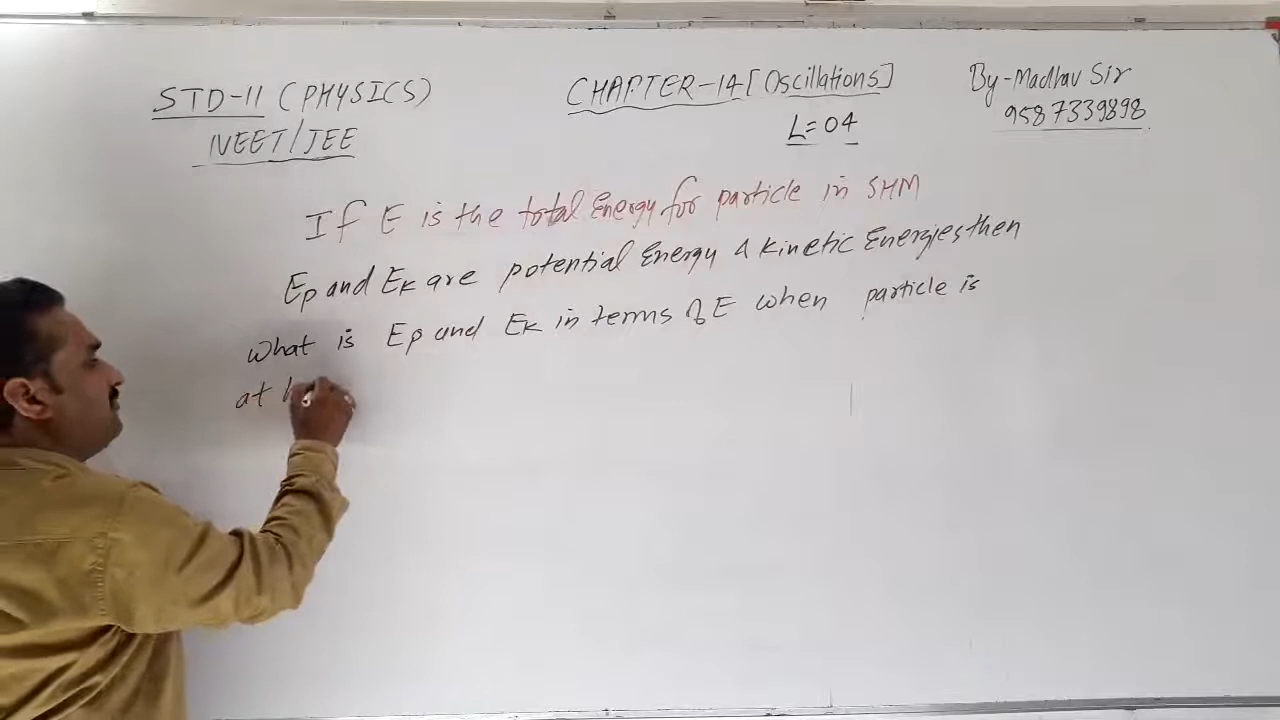 STD-11 (PHYSICS)
NEET/JEE
CHAPTER-14 [Oscillations]
L=04
By-Madhav Sir
9587339898
If E is the total Energy for particle in SHM
Ep and EK are potential Energy & kinetic Energies then
what is Ep and EK in terms of E when particle is
at